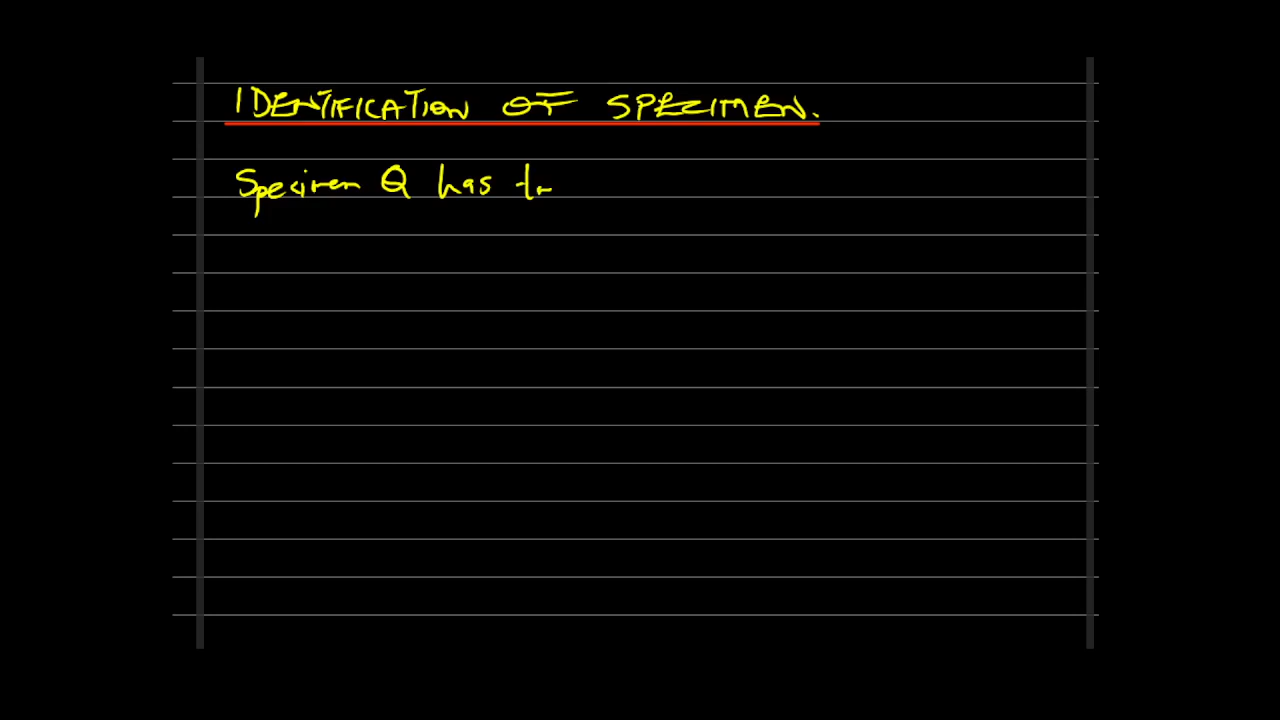 IDENTIFICATION OF SPECIMEN.
Specimen Q has